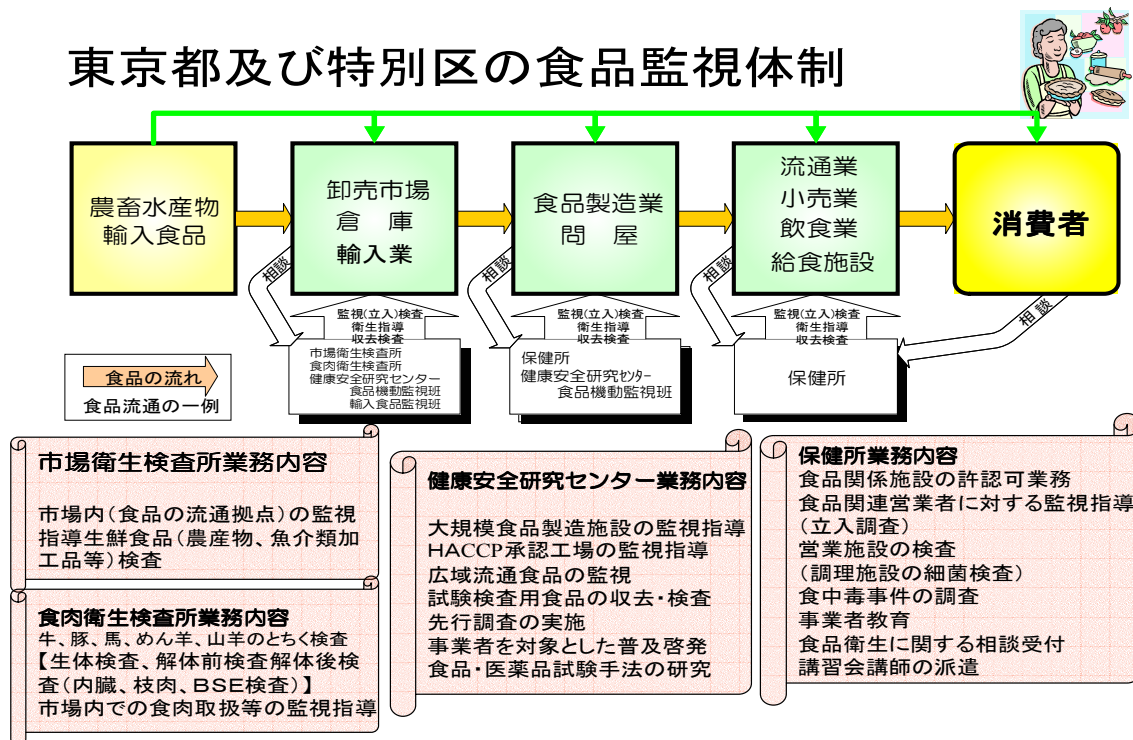 東京都及び特別区の食品監視体制
農畜水産物
輸入食品
卸売市場
倉　庫
輸入業
食品製造業
問　屋
流通業
小売業
飲食業
給食施設
消費者
相談
相談
相談
相談
監視(立入)検査
衛生指導
収去検査
監視(立入)検査
衛生指導
収去検査
監視(立入)検査
衛生指導
収去検査
市場衛生検査所
食肉衛生検査所
健康安全研究センター
食品機動監視班
輸入食品監視班
保健所
健康安全研究ｾﾝﾀｰ
食品機動監視班
保健所
食品の流れ
食品流通の一例
市場衛生検査所業務内容
市場内(食品の流通拠点)の監視
指導生鮮食品(農産物、魚介類加
工品等)検査
食肉衛生検査所業務内容
牛、豚、馬、めん羊、山羊のとちく検査
【生体検査、解体前検査解体後検
査(内臓、枝肉、BSE検査)】
市場内での食肉取扱等の監視指導
健康安全研究センター業務内容
大規模食品製造施設の監視指導
HACCP承認工場の監視指導
広域流通食品の監視
試験検査用食品の収去・検査
先行調査の実施
事業者を対象とした普及啓発
食品・医薬品試験手法の研究
保健所業務内容
食品関係施設の許認可業務
食品関連営業者に対する監視指導
(立入調査)
営業施設の検査
(調理施設の細菌検査)
食中毒事件の調査
事業者教育
食品衛生に関する相談受付
講習会講師の派遣